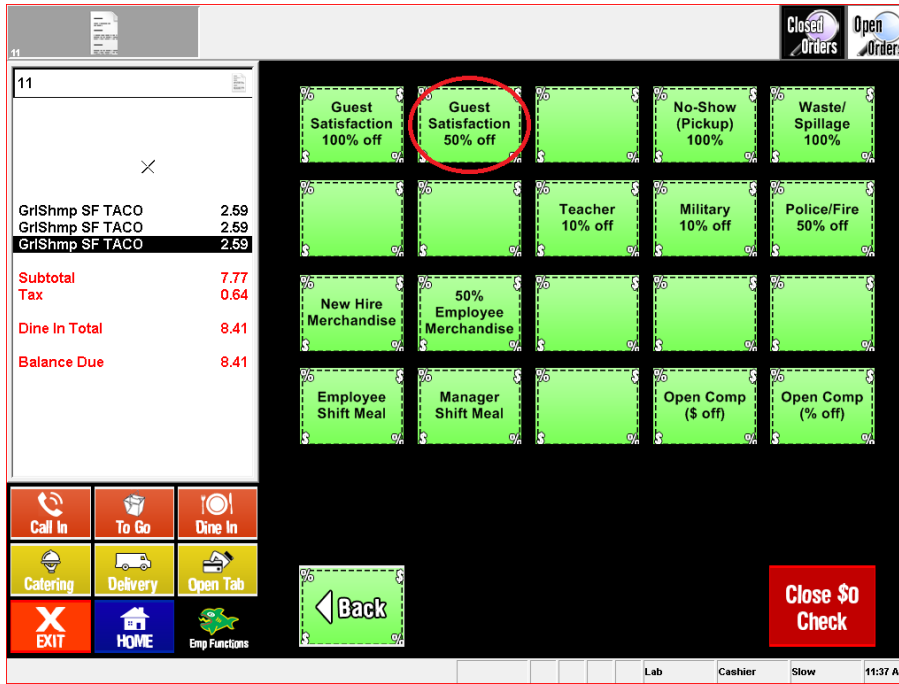 11
Closed Orders
Open Orders
11
GrlShmp SF TACO 2.59
GrlShmp SF TACO 2.59
GrlShmp SF TACO 2.59
Subtotal 7.77
Tax 0.64
Dine In Total 8.41
Balance Due 8.41
Guest
Satisfaction
100% off
Guest
Satisfaction
50% off
No-Show
(Pickup)
100%
Waste/
Spillage
100%
Teacher
10% off
Military
10% off
Police/Fire
50% off
New Hire
Merchandise
50%
Employee
Merchandise
Employee
Shift Meal
Manager
Shift Meal
Open Comp
($ off)
Open Comp
(% off)
Call In
To Go
Dine In
Catering
Delivery
Open Tab
X
EXIT
HOME
Emp Functions
Back
Close $0
Check
Lab
Cashier
Slow
11:37 A